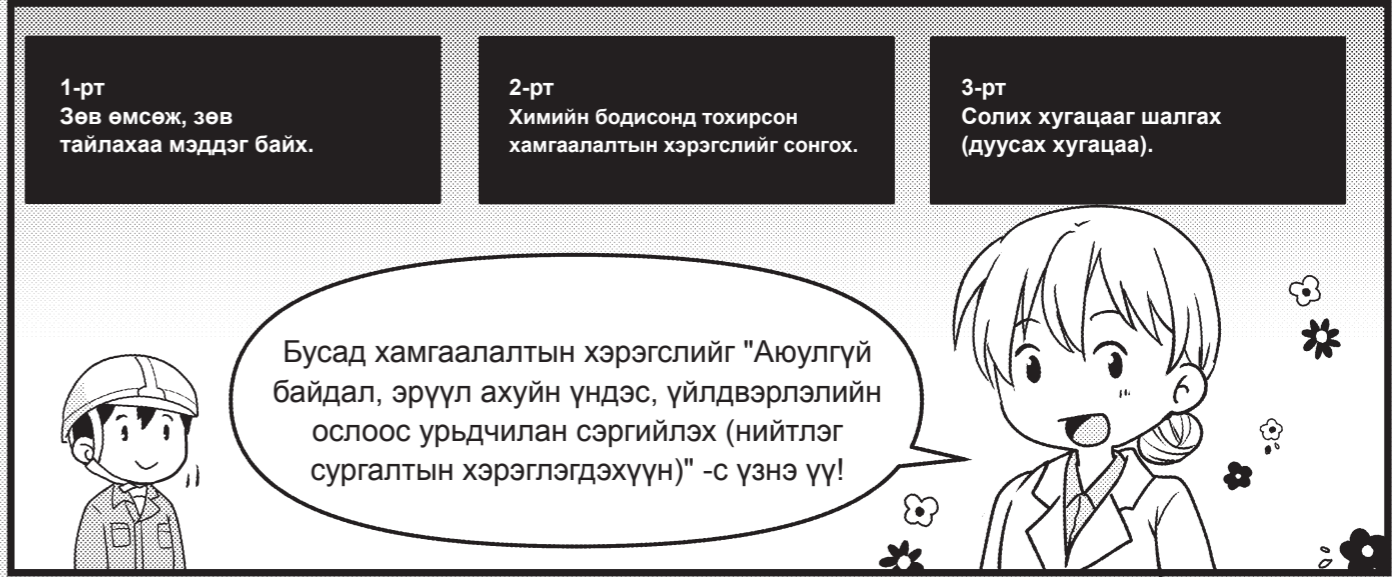 1-рт
Зөв өмсөж, зөв
тайлахаа мэддэг байх.
2-рт
Химийн бодисонд тохирсон
хамгаалалтын хэрэгслийг сонгох.
3-рт
Солих хугацааг шалгах
(дуусах хугацаа).
Бусад хамгаалалтын хэрэгслийг "Аюулгүй
байдал, эрүүл ахуйн үндэс, үйлдвэрлэлийн
ослоос урьдчилан сэргийлэх (нийтлэг
сургалтын хэрэглэгдэхүүн)" -с үзнэ үү!